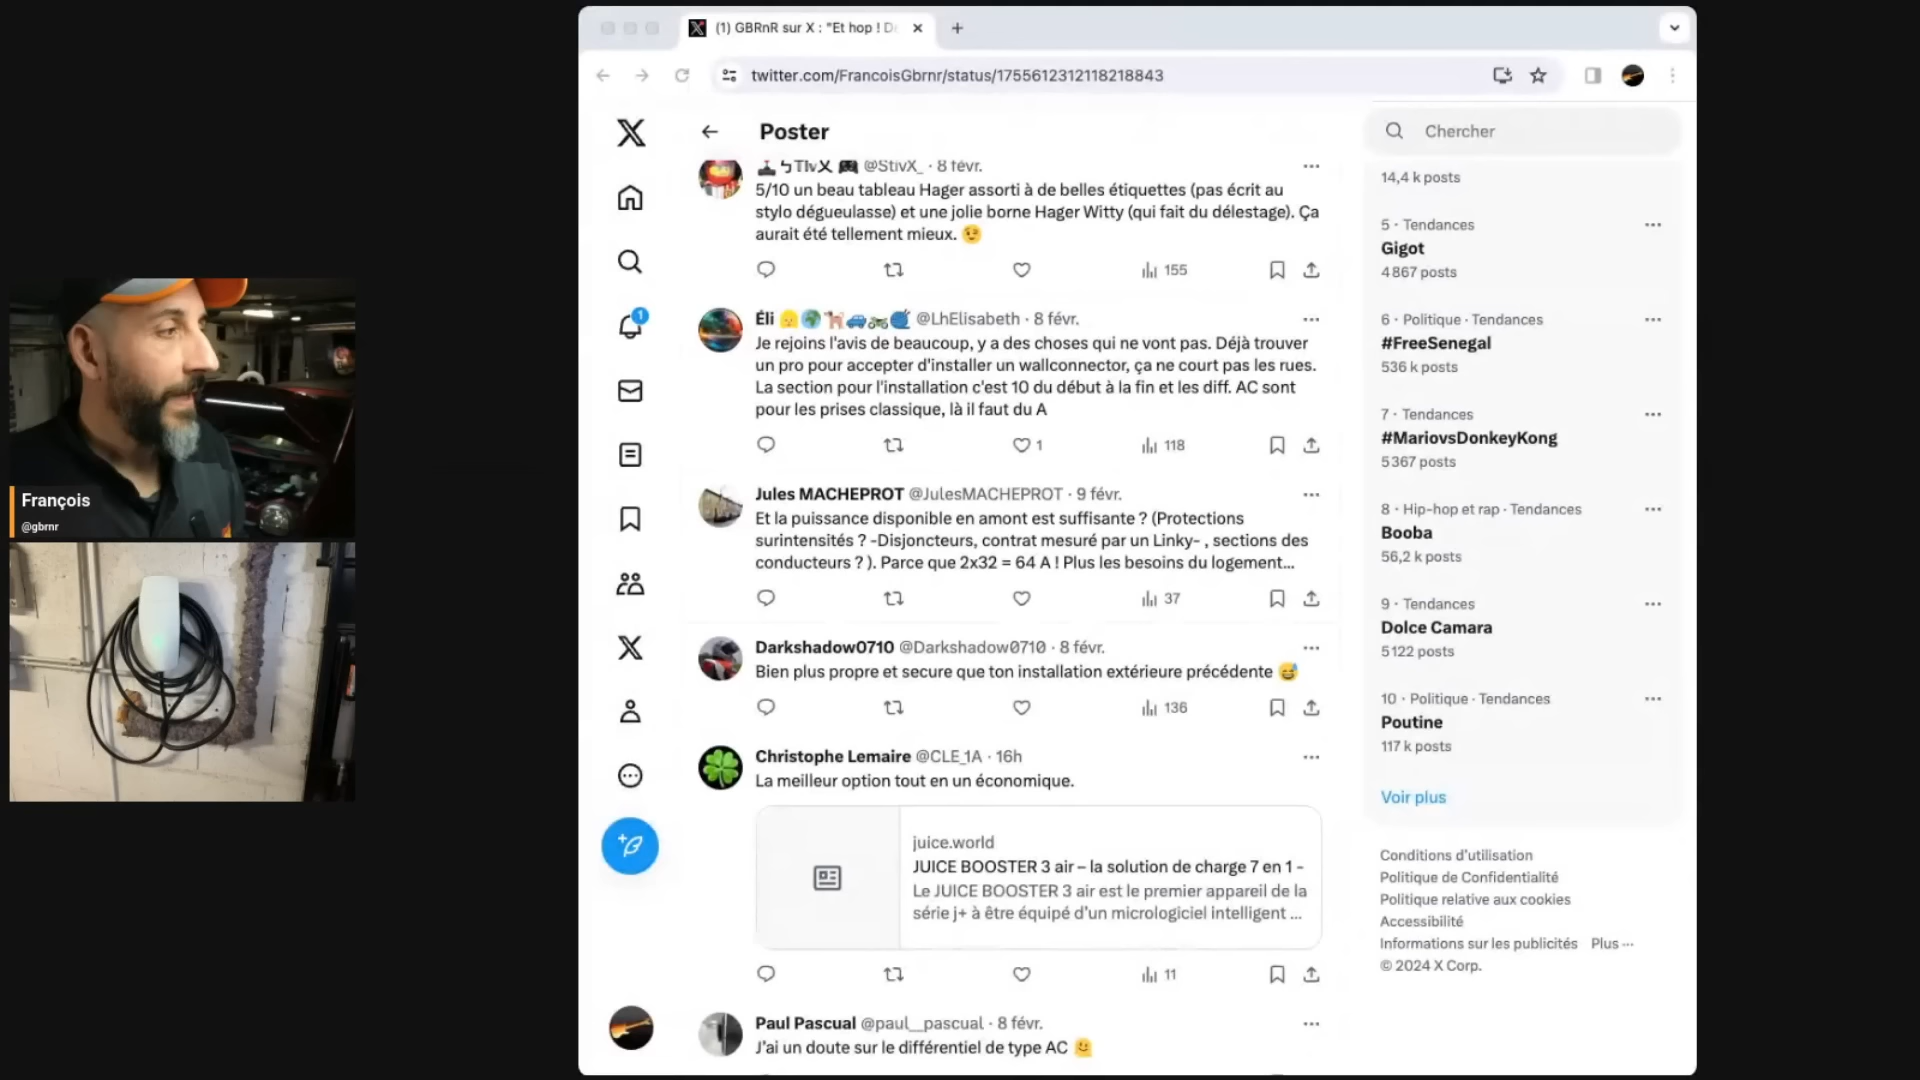 (1) GBRnR sur X : "Et hop ! De
twitter.com/FrancoisGbrnr/status/1755612312118218843
Poster
@StivX_ · 8 févr.
5/10 un beau tableau Hager assorti à de belles étiquettes (pas écrit au
stylo dégueulasse) et une jolie borne Hager Witty (qui fait du délestage). Ça
aurait été tellement mieux. 😏
155
Éli @LhElisabeth · 8 févr.
Je rejoins l'avis de beaucoup, y a des choses qui ne vont pas. Déjà trouver
un pro pour accepter d'installer un wallconnector, ça ne court pas les rues.
La section pour l'installation c'est 10 du début à la fin et les diff. AC sont
pour les prises classique, là il faut du A
1
118
Jules MACHEPROT @JulesMACHEPROT · 9 févr.
Et la puissance disponible en amont est suffisante ? (Protections
surintensités ? -Disjoncteurs, contrat mesuré par un Linky- , sections des
conducteurs ? ). Parce que 2x32 = 64 A ! Plus les besoins du logement...
37
Darkshadow0710 @Darkshadow0710 · 8 févr.
Bien plus propre et secure que ton installation extérieure précédente 😅
136
Christophe Lemaire @CLE_1A · 16h
La meilleur option tout en un économique.
juice.world
JUICE BOOSTER 3 air – la solution de charge 7 en 1 -
Le JUICE BOOSTER 3 air est le premier appareil de la
série j+ à être équipé d'un micrologiciel intelligent ...
11
Paul Pascual @paul__pascual · 8 févr.
J'ai un doute sur le différentiel de type AC
Chercher
14,4 k posts
5 · Tendances
Gigot
4 867 posts
6 · Politique · Tendances
#FreeSenegal
536 k posts
7 · Tendances
#MariovsDonkeyKong
5 367 posts
8 · Hip-hop et rap · Tendances
Booba
56,2 k posts
9 · Tendances
Dolce Camara
5 122 posts
10 · Politique · Tendances
Poutine
117 k posts
Voir plus
Conditions d'utilisation
Politique de Confidentialité
Politique relative aux cookies
Accessibilité
Informations sur les publicités Plus ···
© 2024 X Corp.
1
François
@gbrnr